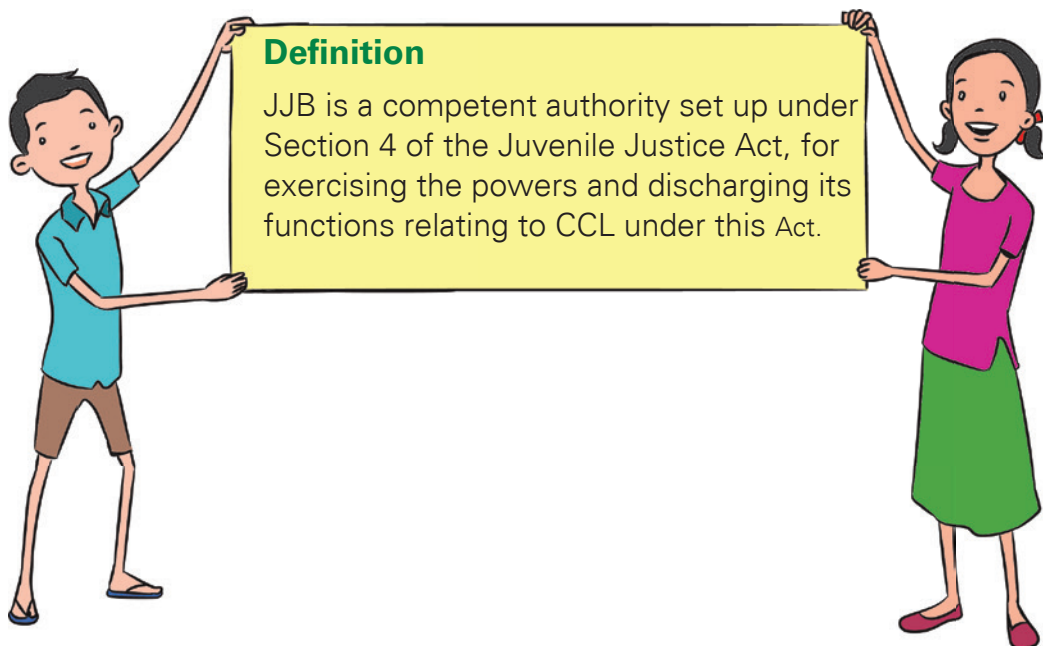 Definition
JJB is a competent authority set up under
Section 4 of the Juvenile Justice Act, for
exercising the powers and discharging its
functions relating to CCL under this Act.